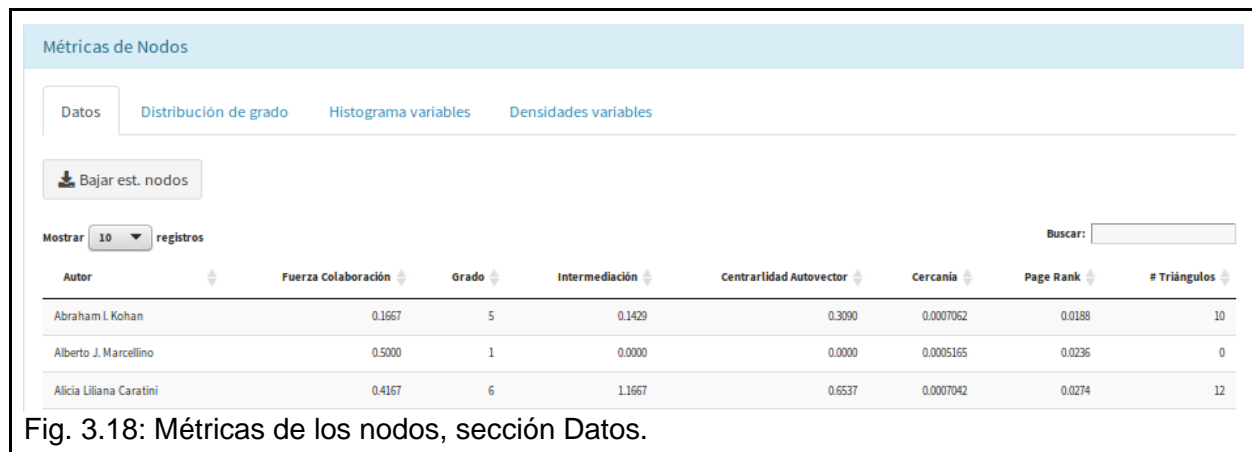 Métricas de Nodos
Datos Distribución de grado Histograma variables Densidades variables
Bajar est. nodos
Mostrar 10 registros Buscar:
Autor Fuerza Colaboración Grado Intermediación Centrarlidad Autovector Cercanía Page Rank # Triángulos
Abraham I. Kohan 0.1667 5 0.1429 0.3090 0.0007062 0.0188 10
Alberto J. Marcellino 0.5000 1 0.0000 0.0000 0.0005165 0.0236 0
Alicia Liliana Caratini 0.4167 6 1.1667 0.6537 0.0007042 0.0274 12
Fig. 3.18: Métricas de los nodos, sección Datos.